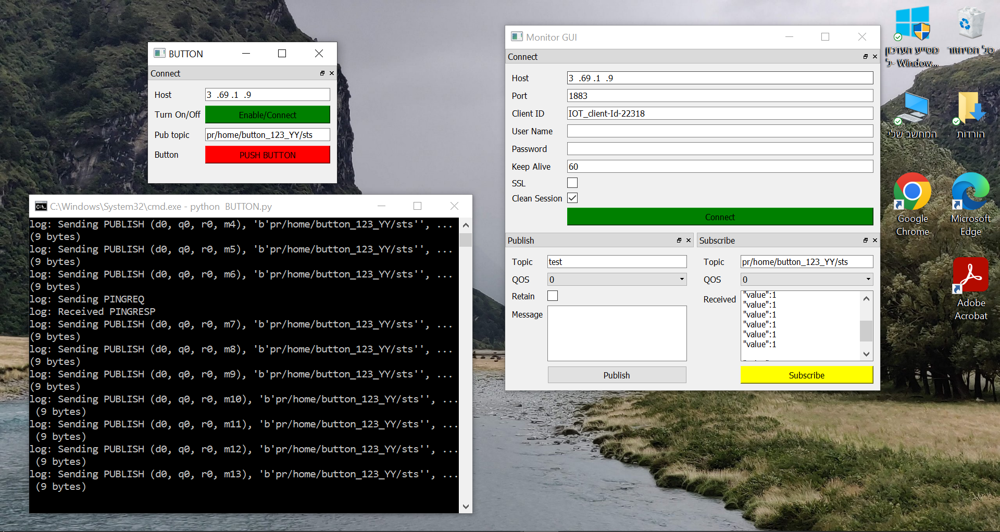 BUTTON
Connect
Host
3 .69 .1 .9
Turn On/Off
Enable/Connect
Pub topic
pr/home/button_123_YY/sts
Button
PUSH BUTTON
C:\Windows\System32\cmd.exe - python BUTTON.py
log: Sending PUBLISH (d0, q0, r0, m4), 'b'pr/home/button_123_YY/sts'', ...
(9 bytes)
log: Sending PUBLISH (d0, q0, r0, m5), 'b'pr/home/button_123_YY/sts'', ...
(9 bytes)
log: Sending PUBLISH (d0, q0, r0, m6), 'b'pr/home/button_123_YY/sts'', ...
(9 bytes)
log: Sending PINGREQ
log: Received PINGRESP
log: Sending PUBLISH (d0, q0, r0, m7), 'b'pr/home/button_123_YY/sts'', ...
(9 bytes)
log: Sending PUBLISH (d0, q0, r0, m8), 'b'pr/home/button_123_YY/sts'', ...
(9 bytes)
log: Sending PUBLISH (d0, q0, r0, m9), 'b'pr/home/button_123_YY/sts'', ...
(9 bytes)
log: Sending PUBLISH (d0, q0, r0, m10), 'b'pr/home/button_123_YY/sts'', ...
(9 bytes)
log: Sending PUBLISH (d0, q0, r0, m11), 'b'pr/home/button_123_YY/sts'', ...
(9 bytes)
log: Sending PUBLISH (d0, q0, r0, m12), 'b'pr/home/button_123_YY/sts'', ...
(9 bytes)
log: Sending PUBLISH (d0, q0, r0, m13), 'b'pr/home/button_123_YY/sts'', ...
(9 bytes)
Monitor GUI
Connect
Host
3 .69 .1 .9
Port
1883
Client ID
IOT_client-Id-22318
User Name
Password
Keep Alive
60
SSL
Clean Session
Connect
Publish
Topic
test
QOS
0
Retain
Message
Publish
Subscribe
Topic
pr/home/button_123_YY/sts
QOS
0
Received
"value":1
"value":1
"value":1
"value":1
"value":1
"value":1
Subscribe
מסייע העדכון
ל- Window...
סל המיחזור
המחשב שלי
הורדות
Google
Chrome
Microsoft
Edge
Adobe
Acrobat